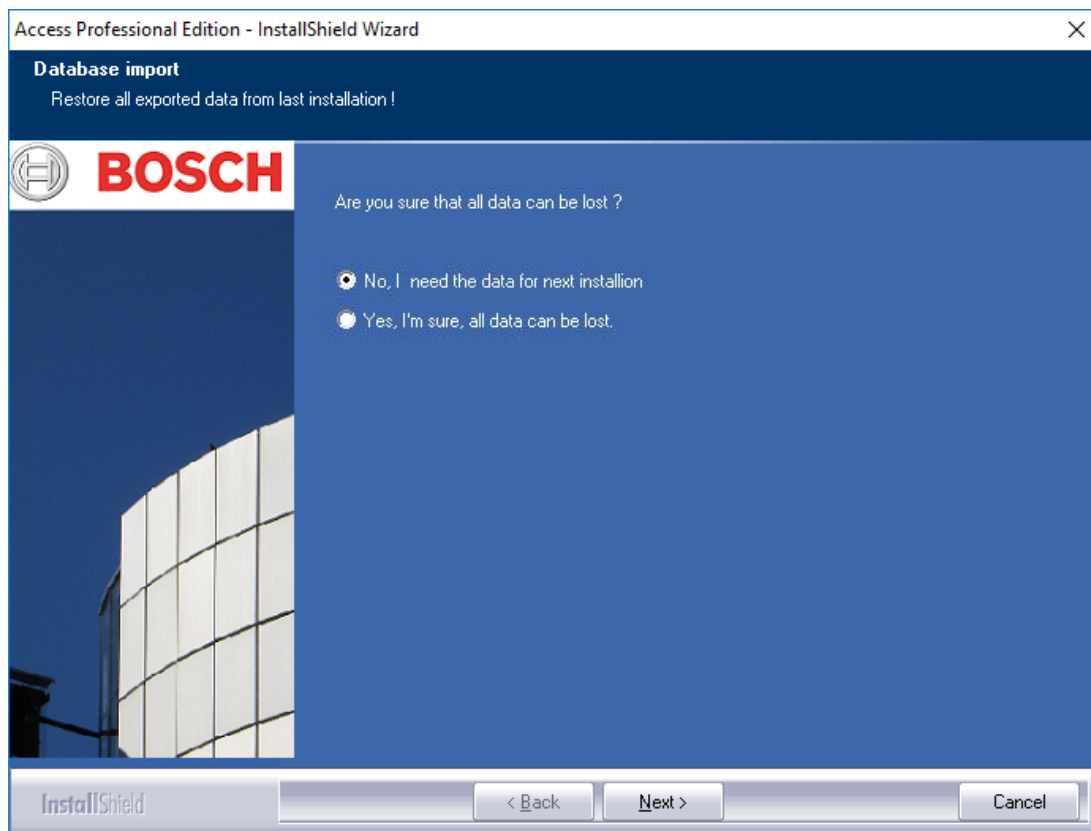 Access Professional Edition - InstallShield Wizard
Database import
Restore all exported data from last installation !
BOSCH
Are you sure that all data can be lost ?
No, I  need the data for next installion
Yes, I'm sure, all data can be lost.
InstallShield
< Back
Next >
Cancel